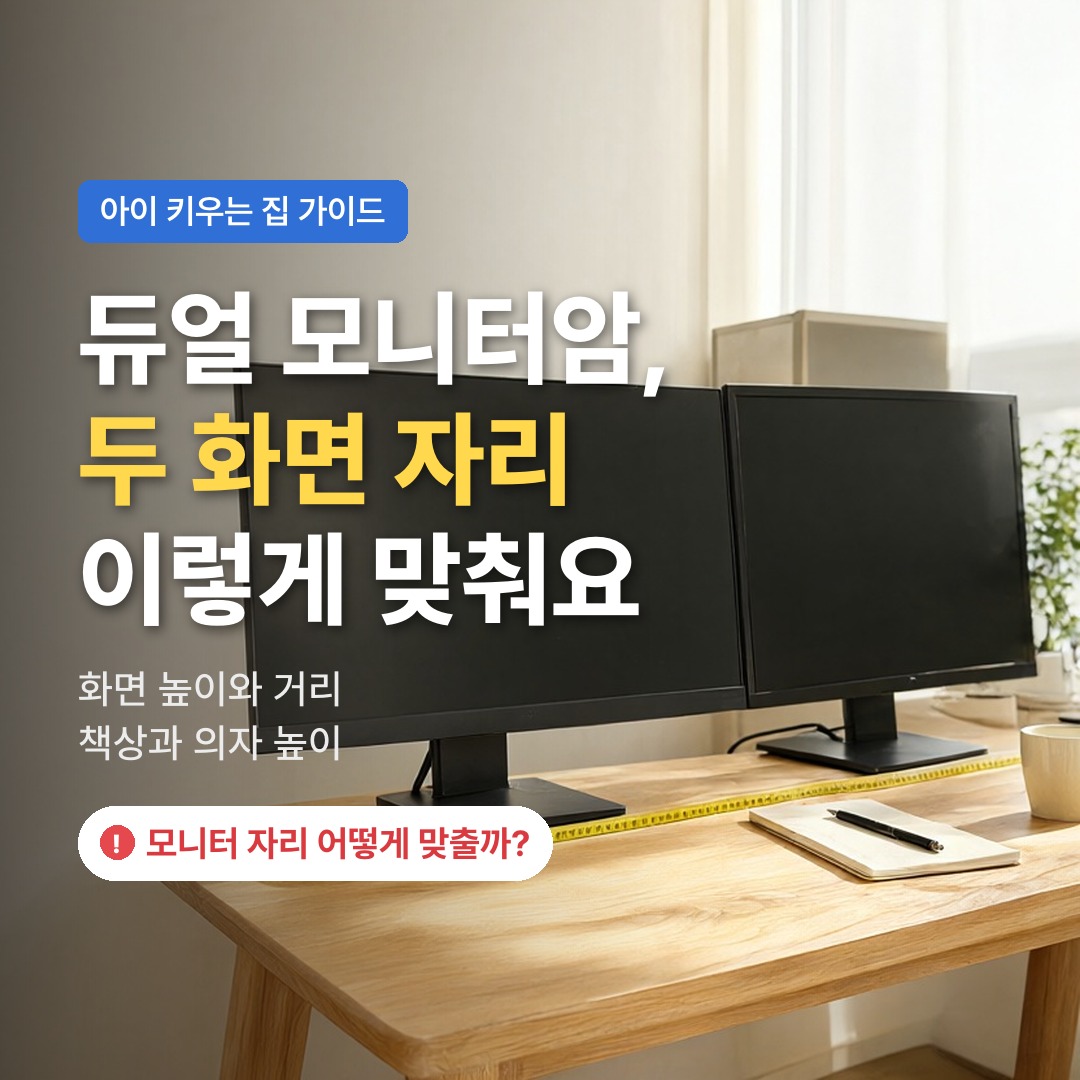 아이 키우는 집 가이드
듀얼 모니터암,
두 화면 자리
이렇게 맞춰요
화면 높이와 거리
책상과 의자 높이
! 모니터 자리 어떻게 맞출까?